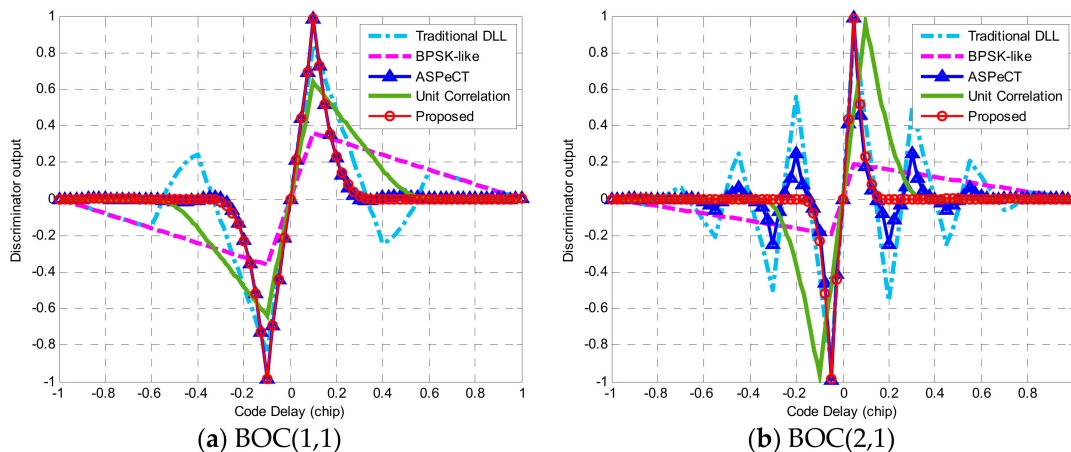 Discriminator output
1
0.8
0.6
0.4
0.2
0
-0.2
-0.4
-0.6
-0.8
-1
-1 -0.8 -0.6 -0.4 -0.2 0 0.2 0.4 0.6 0.8 1
Code Delay (chip)
Traditional DLL
BPSK-like
ASPeCT
Unit Correlation
Proposed
(a) BOC(1,1)
Discriminator output
1
0.8
0.6
0.4
0.2
0
-0.2
-0.4
-0.6
-0.8
-1
-1 -0.8 -0.6 -0.4 -0.2 0 0.2 0.4 0.6 0.8
Code Delay (chip)
Traditional DLL
BPSK-like
ASPeCT
Unit Correlation
Proposed
(b) BOC(2,1)